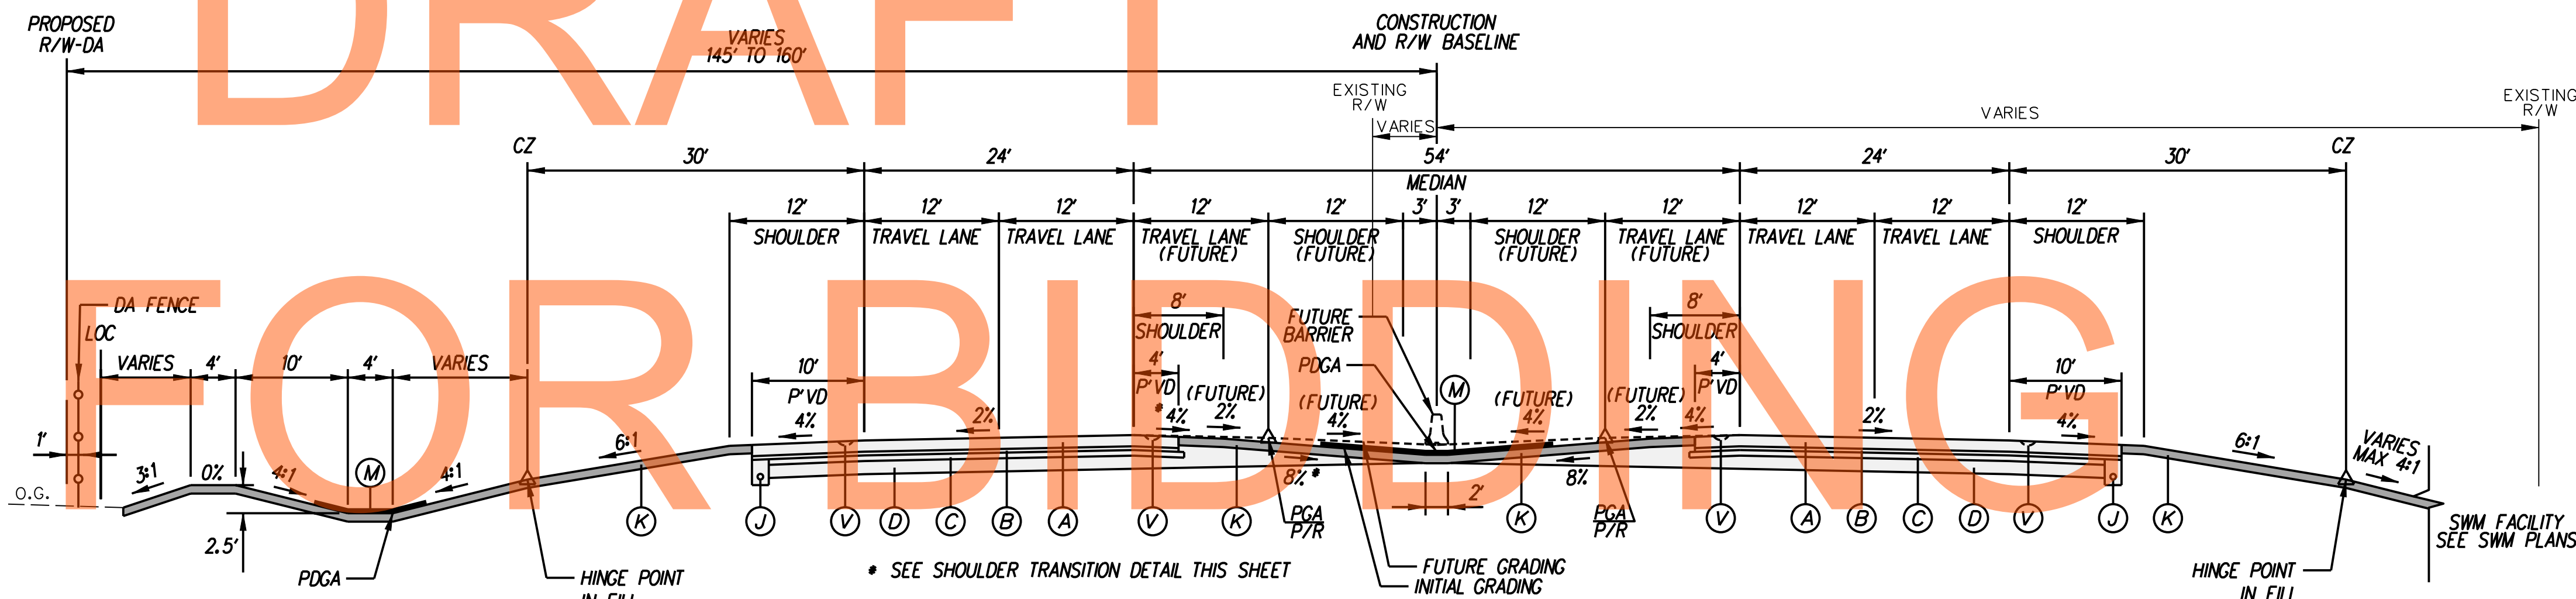 DRAFT
FOR BIDDING
PROPOSED
R/W-DA
VARIES
145' TO 160'
CONSTRUCTION
AND R/W BASELINE
EXISTING
R/W
VARIES
VARIES
EXISTING
R/W
CZ
30'
24'
54'
MEDIAN
24'
30'
CZ
12'
12'
12'
12'
12'
3'
3'
12'
12'
12'
12'
12'
SHOULDER
TRAVEL LANE
TRAVEL LANE
TRAVEL LANE
(FUTURE)
SHOULDER
(FUTURE)
SHOULDER
(FUTURE)
TRAVEL LANE
(FUTURE)
TRAVEL LANE
TRAVEL LANE
SHOULDER
DA FENCE
LOC
VARIES
4'
10'
4'
VARIES
10'
P'VD
8'
SHOULDER
4'
P'VD
FUTURE
BARRIER
PDGA
M
8'
SHOULDER
4'
P'VD
10'
P'VD
1'
O.G.
3:1
0%
4:1
M
4:1
6:1
4%
2%
* 4%
(FUTURE)
2%
(FUTURE)
4%
(FUTURE)
4%
(FUTURE)
2%
4%
2%
4%
6:1
VARIES
MAX 4:1
8% *
8%
2'
2.5'
K
J
V
D
C
B
A
V
K
PGA
P/R
K
PGA
P/R
V
A
B
C
D
V
J
K
SWM FACILITY
SEE SWM PLANS
PDGA
HINGE POINT
IN FILL
* SEE SHOULDER TRANSITION DETAIL THIS SHEET
FUTURE GRADING
INITIAL GRADING
HINGE POINT
IN FILL